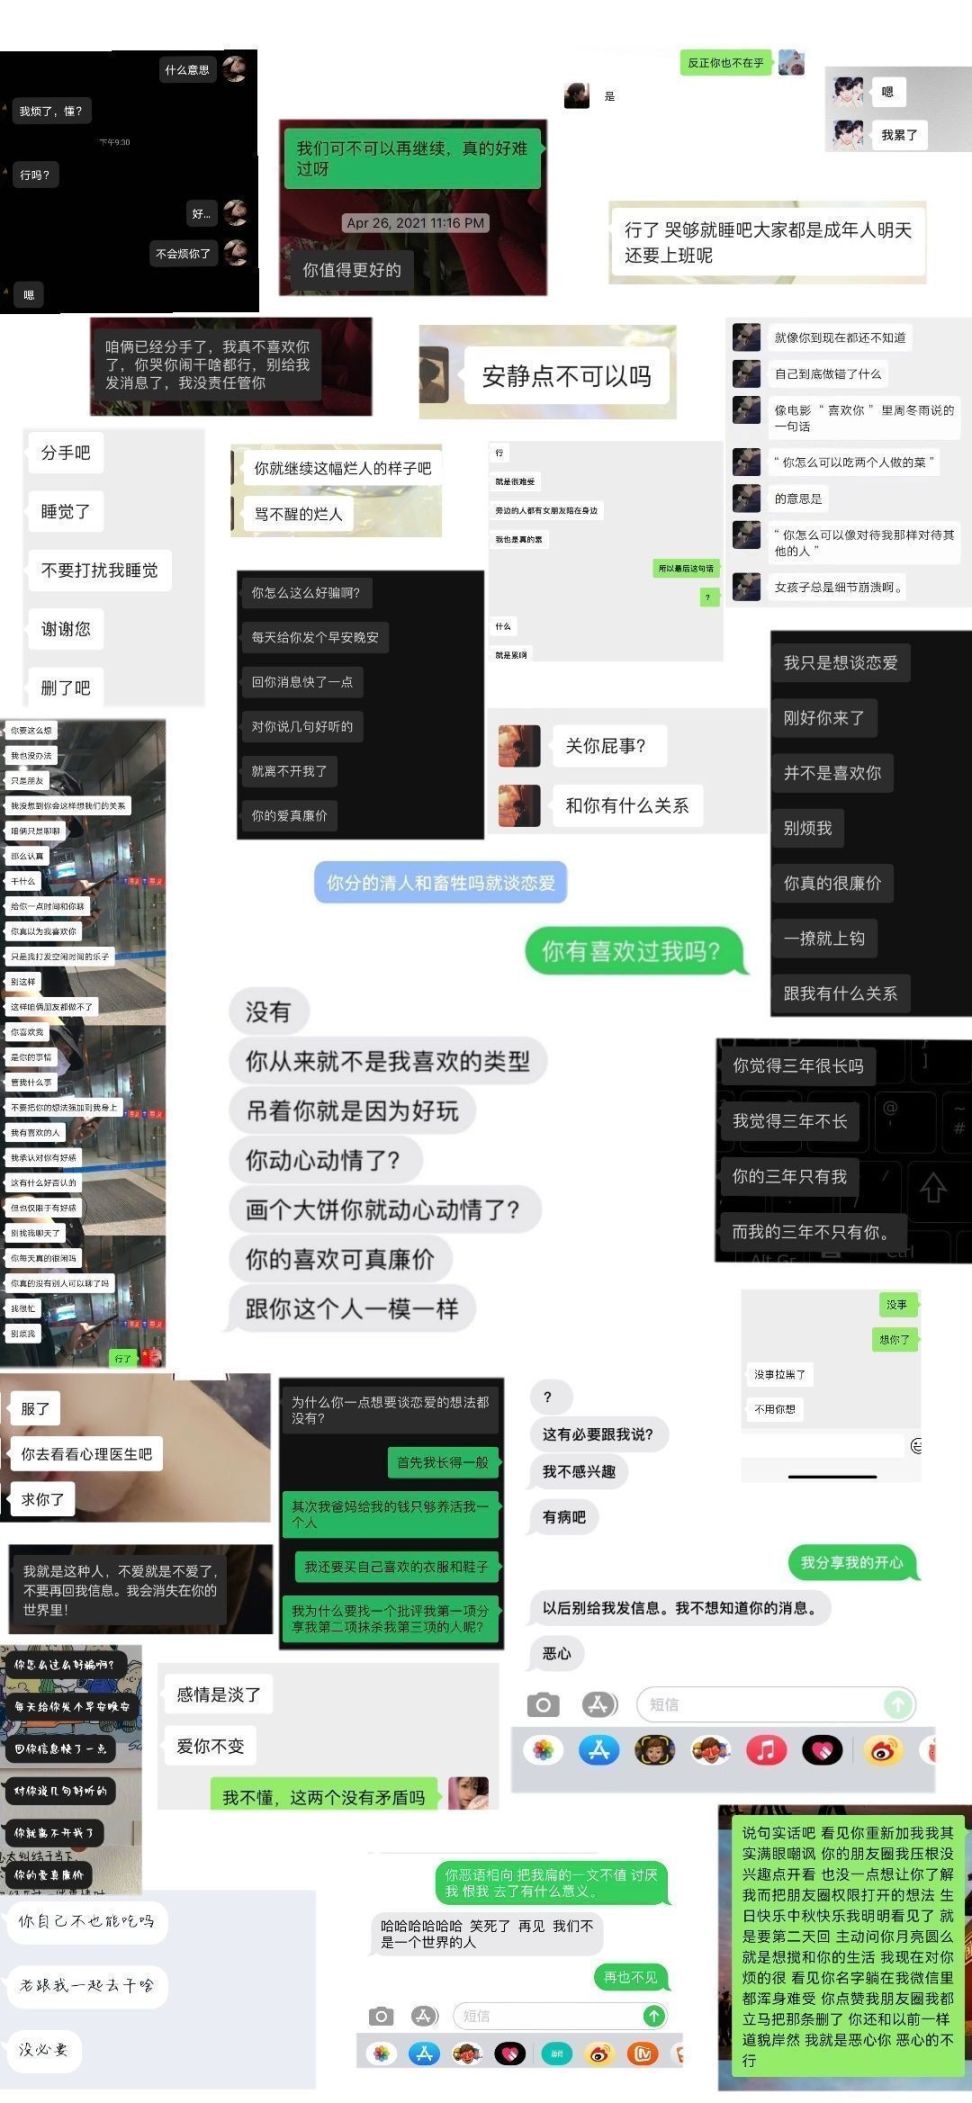 什么意思
我烦了，懂？
下午9:30
行吗？
好...
不会烦你了
嗯
我们可不可以再继续，真的好难
过呀
Apr 26, 2021 11:16 PM
你值得更好的
反正你也不在乎
是
嗯
我累了
行了 哭够就睡吧大家都是成年人明天
还要上班呢
咱俩已经分手了，我真不喜欢你
了，你哭你闹干啥都行，别给我
发消息了，我没责任管你
安静点不可以吗
就像你到现在都还不知道
自己到底做错了什么
像电影 “ 喜欢你 ” 里周冬雨说的
一句话
“ 你怎么可以吃两个人做的菜 ”
的意思是
“ 你怎么可以像对待我那样对待其
他的人 ”
女孩子总是细节崩溃啊。
分手吧
睡觉了
不要打扰我睡觉
谢谢您
删了吧
你就继续这幅烂人的样子吧
骂不醒的烂人
行
就是很难受
旁边的人都有女朋友陪在身边
我也是真的累
所以最后这句话
？
什么
就是累啊
你怎么这么好骗啊？
每天给你发个早安晚安
回你消息快了一点
对你说几句好听的
就离不开我了
你的爱真廉价
关你屁事？
和你有什么关系
我只是想谈恋爱
刚好你来了
并不是喜欢你
别烦我
你真的很廉价
一撩就上钩
跟我有什么关系
你要这么想
我也没办法
只是朋友
我没想到你会这样想我们的关系
咱俩只是聊聊
那么认真
干什么
给你一点时间和你聊
你真以为我喜欢你
只是我打发空闲时间的乐子
别这样
这样咱俩朋友都做不了
你喜欢我
是你的事情
管我什么事
不要把你的想法强加到我身上
我有喜欢的人
我承认对你有好感
这有什么好否认的
但也仅限于有好感
别找我聊天了
你每天真的很闲吗
你真的没有别人可以聊了吗
我很忙
别烦我
行了
你分的清人和畜牲吗就谈恋爱
你有喜欢过我吗？
没有
你从来就不是我喜欢的类型
吊着你就是因为好玩
你动心动情了？
画个大饼你就动心动情了？
你的喜欢可真廉价
跟你这个人一模一样
你觉得三年很长吗
我觉得三年不长
你的三年只有我
而我的三年不只有你。
Alt Gr
Ctrl
没事
想你了
没事拉黑了
不用你想
服了
你去看看心理医生吧
求你了
为什么你一点想要谈恋爱的想法都
没有？
首先我长得一般
其次我爸妈给我的钱只够养活我一
个人
我还要买自己喜欢的衣服和鞋子
我为什么要找一个批评我第一项分
享我第二项抹杀我第三项的人呢？
？
这有必要跟我说？
我不感兴趣
有病吧
我分享我的开心
以后别给我发信息。我不想知道你的消息。
恶心
短信
我就是这种人，不爱就是不爱了，
不要再回我信息。我会消失在你的
世界里！
你怎么这么好骗啊？
每天给你发个早安晚安
回你信息快了一点
对你说几句好听的
你就离不开我了
你的爱真廉价
感情是淡了
爱你不变
我不懂，这两个没有矛盾吗
你自己不也能吃吗
老跟我一起去干啥
没必要
你恶语相向 把我扁的一文不值 讨厌
我 恨我 去了有什么意义。
哈哈哈哈哈哈 笑死了 再见 我们不
是一个世界的人
再也不见
短信
说句实话吧 看见你重新加我我其
实满眼嘲讽 你的朋友圈我压根没
兴趣点开看 也没一点想让你了解
我而把朋友圈权限打开的想法 生
日快乐中秋快乐我明明看见了 就
是要第二天回 主动问你月亮圆么
就是想搅和你的生活 我现在对你
烦的很 看见你名字躺在我微信里
都浑身难受 你点赞我朋友圈我都
立马把那条删了 你还和以前一样
道貌岸然 我就是恶心你 恶心的不
行